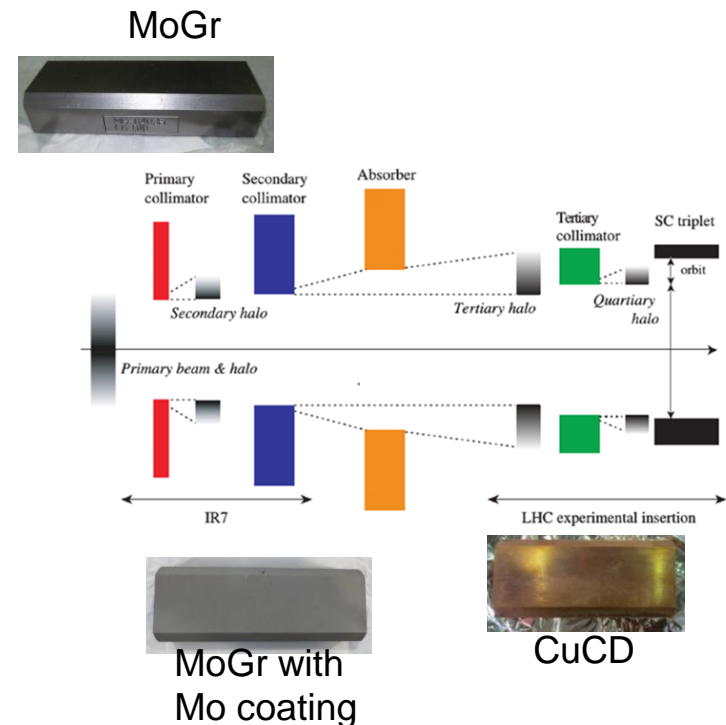 MoGr
Primary
collimator
Secondary
collimator
Absorber
Tertiary
collimator
SC triplet
orbit
Secondary halo
Tertiary halo
Quartiary
halo
Primary beam & halo
IR7
LHC experimental insertion
MoGr with
Mo coating
CuCD